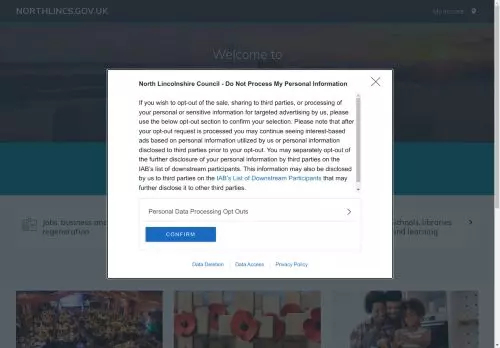 NORTHLINCS.GOV.UK
My account
Welcome to
North Lincolnshire Council - Do Not Process My Personal Information
If you wish to opt-out of the sale, sharing to third parties, or processing of
your personal or sensitive information for targeted advertising by us, please
use the below opt-out section to confirm your selection. Please note that after
your opt-out request is processed you may continue seeing interest-based
ads based on personal information utilized by us or personal information
disclosed to third parties prior to your opt-out. You may separately opt-out of
the further disclosure of your personal information by third parties on the
IAB's list of downstream participants. This information may also be disclosed
by us to third parties on the IAB's List of Downstream Participants that may
further disclose it to other third parties.
Personal Data Processing Opt Outs
CONFIRM
Data Deletion
Data Access
Privacy Policy
Jobs, business and
regeneration
schools, libraries
and learning